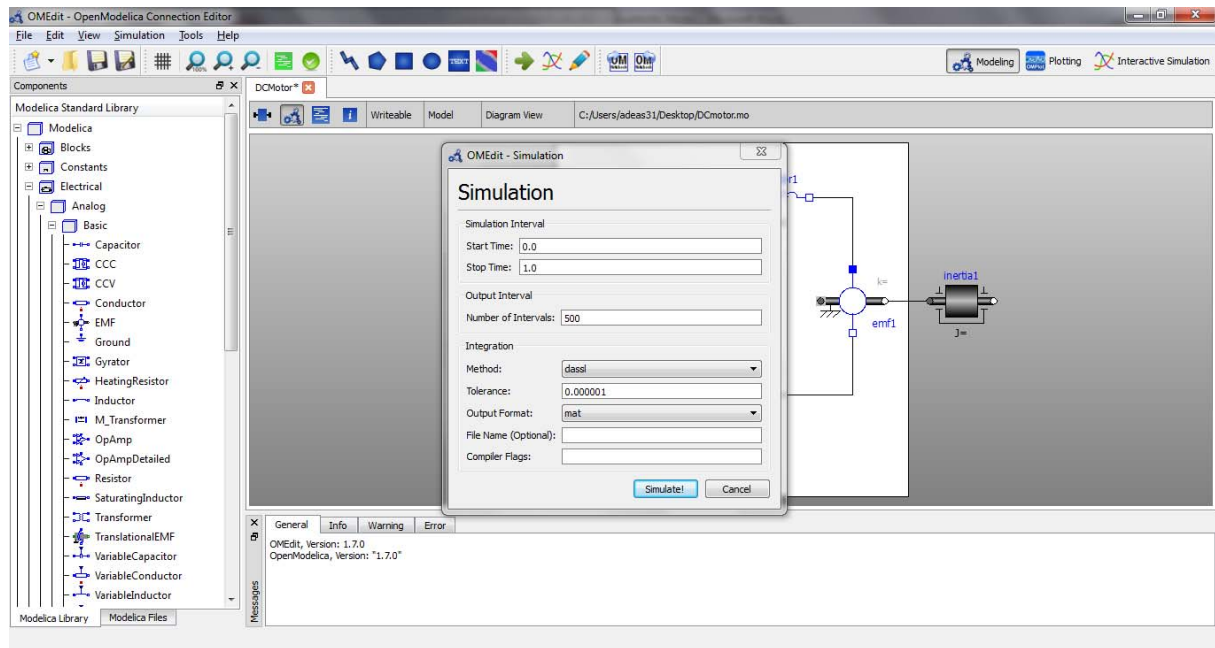 OMEdit - OpenModelica Connection Editor
File Edit View Simulation Tools Help
100% TEXT OM OM Modeling Plotting Interactive Simulation
Components
DCMotor*
Modelica Standard Library
Writeable Model Diagram View C:/Users/adeas31/Desktop/DCmotor.mo
Modelica
Blocks
Constants
Electrical
Analog
Basic
Capacitor
CCC
CCV
Conductor
EMF
Ground
Gyrator
HeatingResistor
Inductor
M_Transformer
OpAmp
OpAmpDetailed
Resistor
SaturatingInductor
Transformer
TranslationalEMF
VariableCapacitor
VariableConductor
VariableInductor
Modelica Library Modelica Files
OMEdit - Simulation
Simulation
Simulation Interval
Start Time: 0.0
Stop Time: 1.0
Output Interval
Number of Intervals: 500
Integration
Method: dassl
Tolerance: 0.000001
Output Format: mat
File Name (Optional):
Compiler Flags:
Simulate! Cancel
r1
k=
emf1
inertia1
J=
General Info Warning Error
OMEdit, Version: 1.7.0
OpenModelica, Version: "1.7.0"
Messages